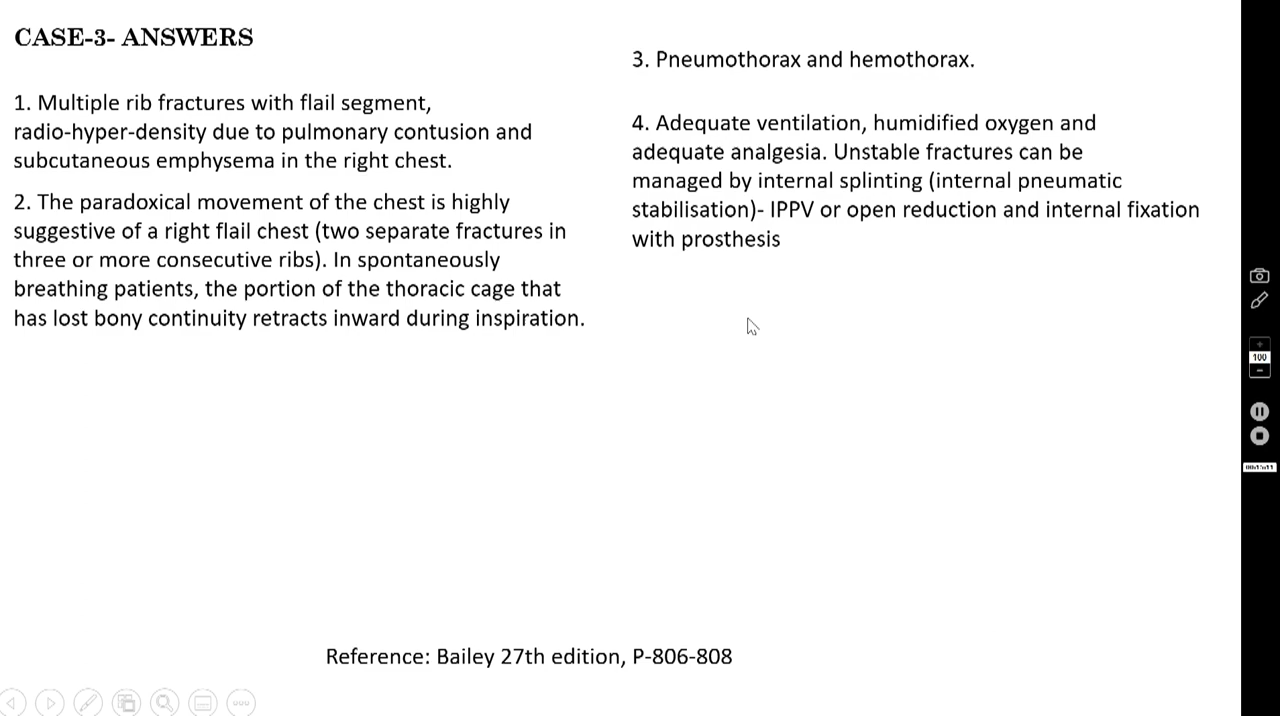 CASE-3- ANSWERS
1. Multiple rib fractures with flail segment,
radio-hyper-density due to pulmonary contusion and
subcutaneous emphysema in the right chest.
2. The paradoxical movement of the chest is highly
suggestive of a right flail chest (two separate fractures in
three or more consecutive ribs). In spontaneously
breathing patients, the portion of the thoracic cage that
has lost bony continuity retracts inward during inspiration.
3. Pneumothorax and hemothorax.
4. Adequate ventilation, humidified oxygen and
adequate analgesia. Unstable fractures can be
managed by internal splinting (internal pneumatic
stabilisation)- IPPV or open reduction and internal fixation
with prosthesis
Reference: Bailey 27th edition, P-806-808
100